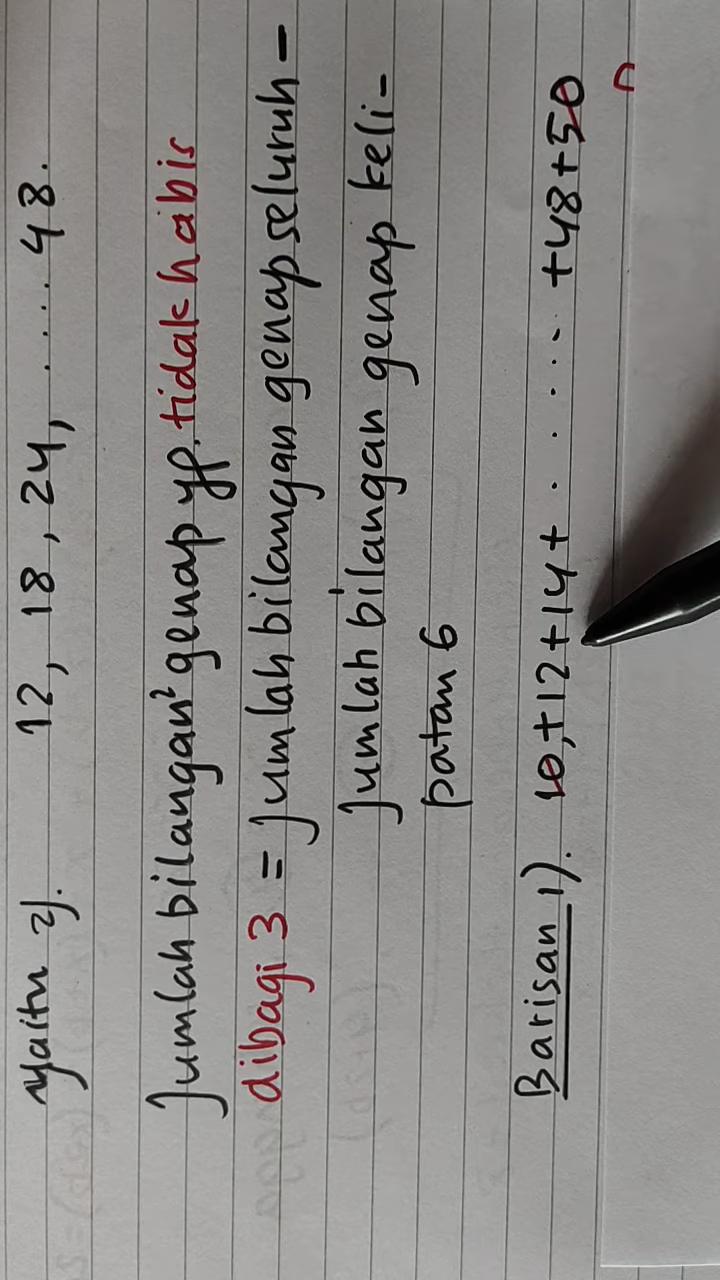 yaitu 2). 12, 18, 24, ..... 48.
Jumlah bilangan² genap yg. tidak habis
dibagi 3 = Jumlah bilangan genap seluruh –
Jumlah bilangan genap keli-
patan 6
Barisan 1). 10, + 12 + 14 + ...... + 48 + 50